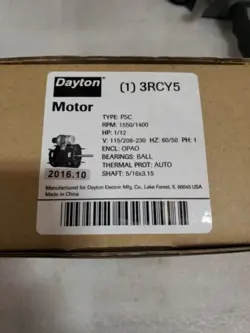 Dayton®
(1) 3RCY5
Motor
TYPE: PSC
RPM: 1550/1400
HP: 1/12
V: 115/208-230 HZ: 60/50 PH: 1
ENCL: OPAO
BEARINGS: BALL
THERMAL PROT: AUTO
SHAFT: 5/16x3.15
2016.10
Manufactured for Dayton Electric Mfg. Co., Lake Forest, IL 60045 USA
Made in China